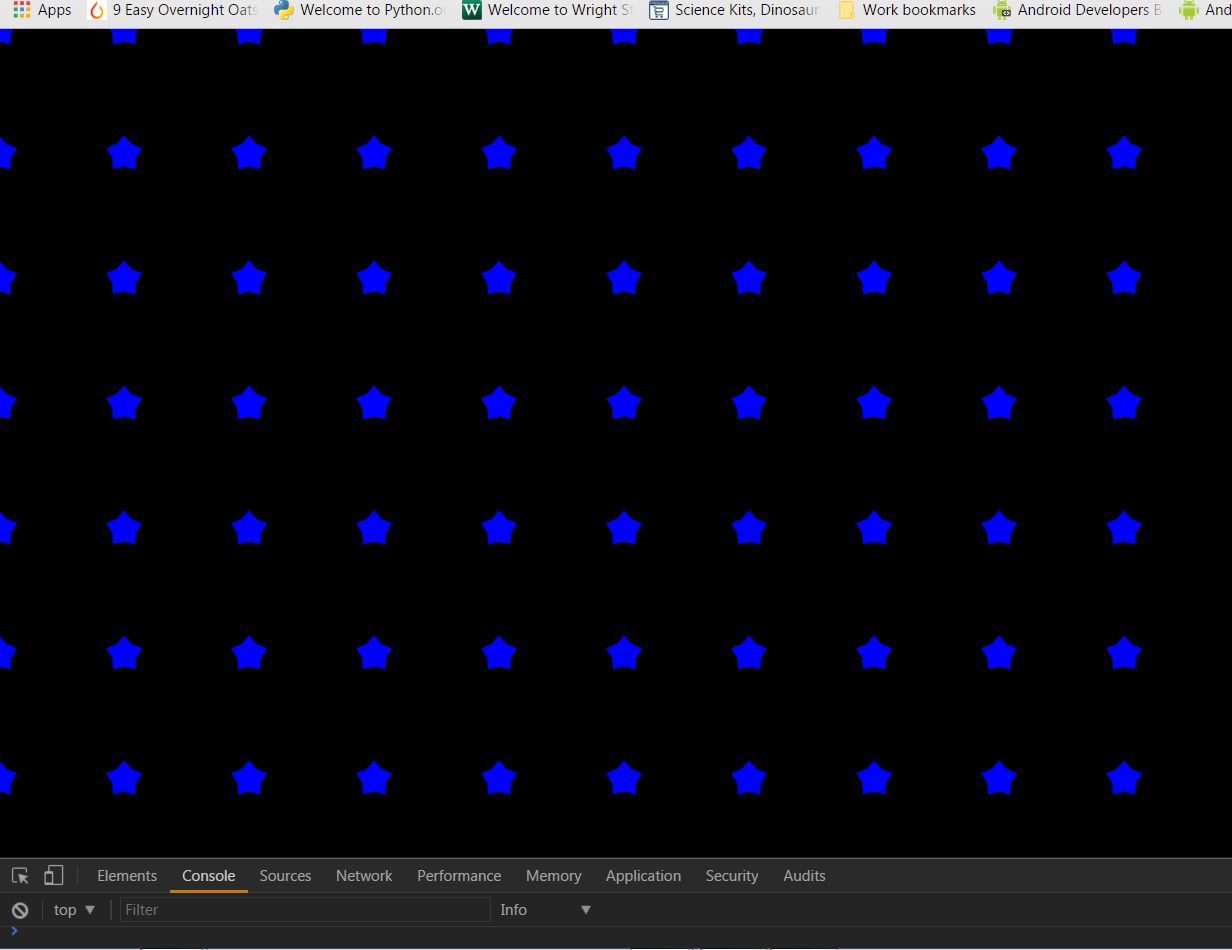 Apps 9 Easy Overnight Oats Welcome to Python.o Welcome to Wright St Science Kits, Dinosaur Work bookmarks Android Developers B And
Elements Console Sources Network Performance Memory Application Security Audits
top Filter Info